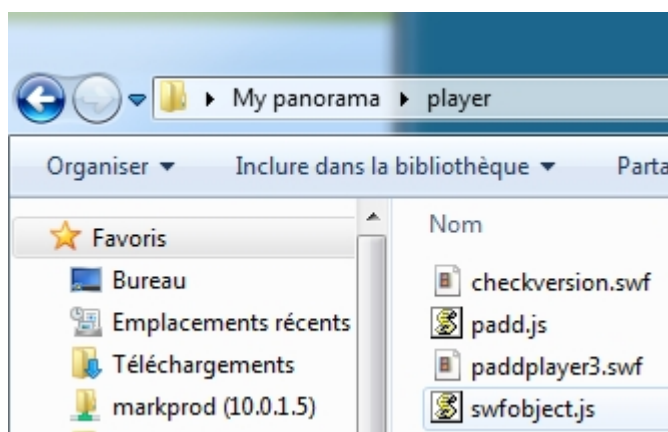 My panorama player
Organiser Inclure dans la bibliothèque Parta
Favoris
Bureau
Emplacements récents
Téléchargements
markprod (10.0.1.5)
Nom
checkversion.swf
padd.js
paddplayer3.swf
swfobject.js